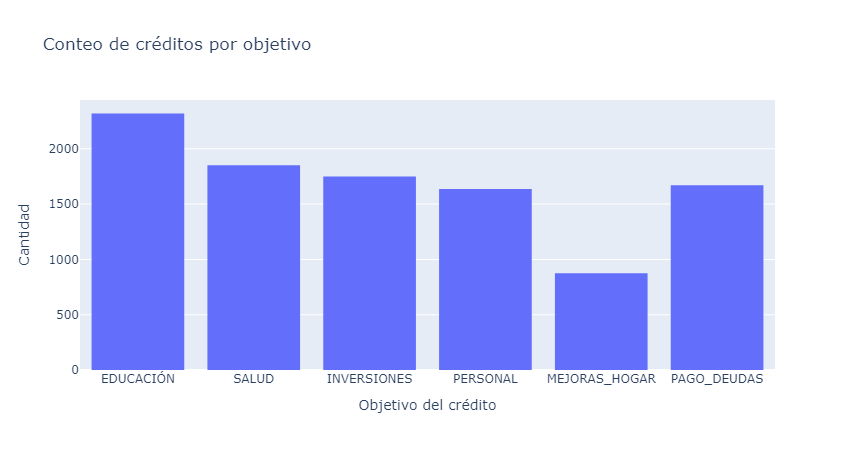 Conteo de créditos por objetivo
Cantidad
2000
1500
1000
500
0
EDUCACIÓN SALUD INVERSIONES PERSONAL MEJORAS_HOGAR PAGO_DEUDAS
Objetivo del crédito